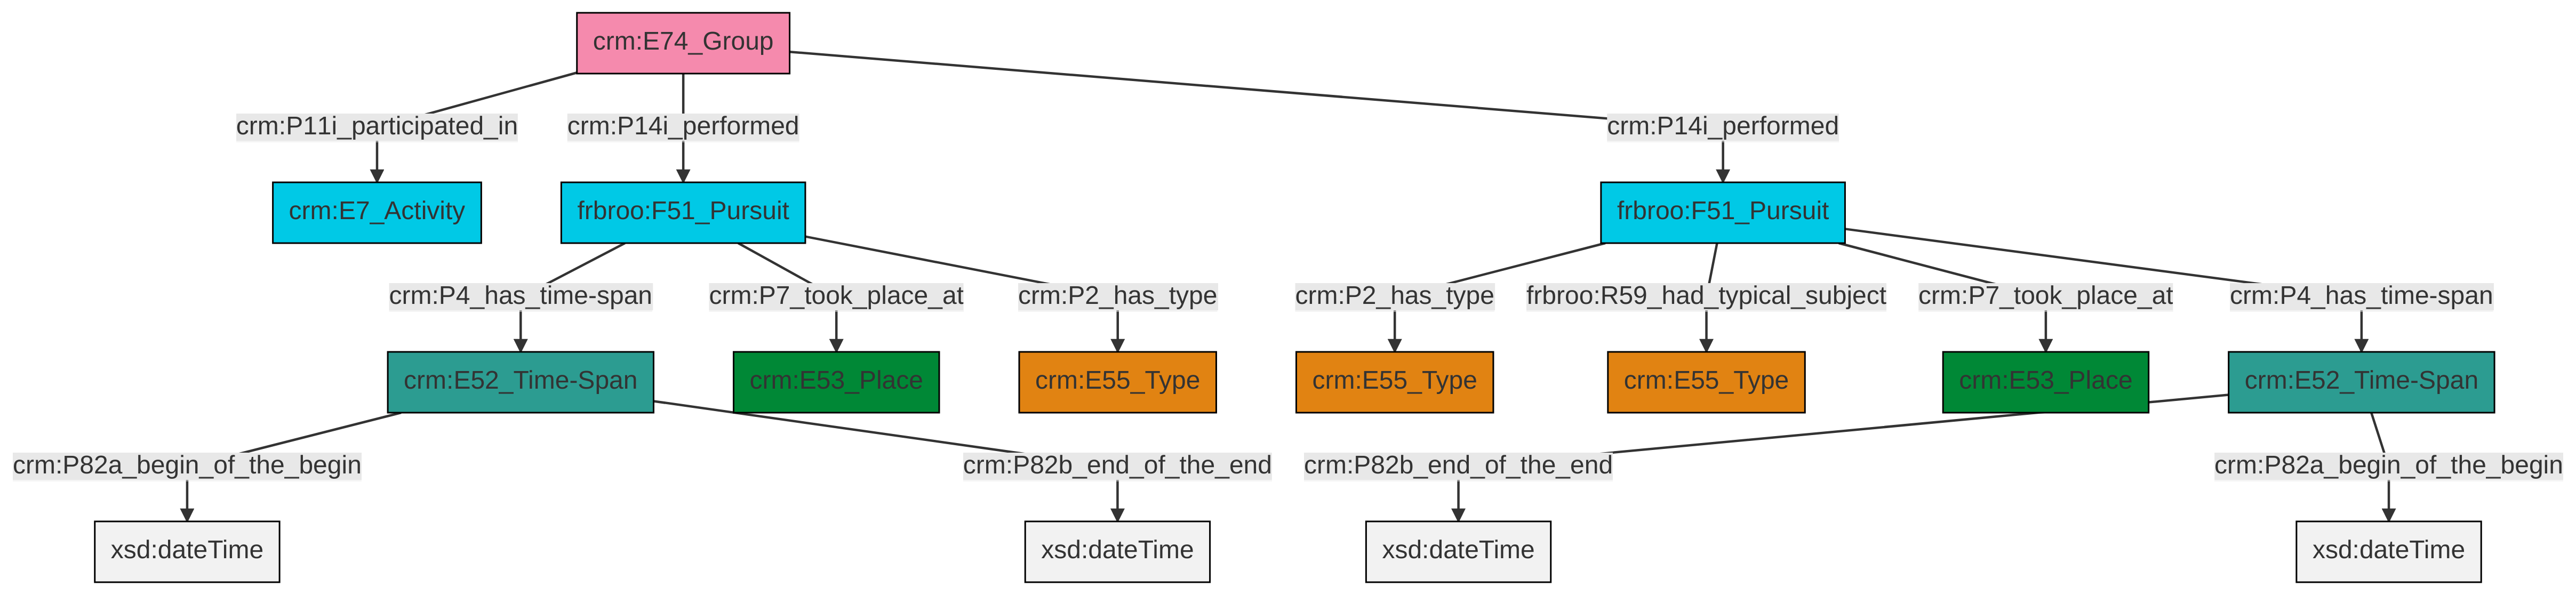 crm:E74_Group
crm:P11i_participated_in
crm:P14i_performed
crm:P14i_performed
crm:E7_Activity
frbroo:F51_Pursuit
frbroo:F51_Pursuit
crm:P4_has_time-span
crm:P7_took_place_at
crm:P2_has_type
crm:P2_has_type
frbroo:R59_had_typical_subject
crm:P7_took_place_at
crm:P4_has_time-span
crm:E52_Time-Span
crm:E53_Place
crm:E55_Type
crm:E55_Type
crm:E55_Type
crm:E53_Place
crm:E52_Time-Span
crm:P82a_begin_of_the_begin
crm:P82b_end_of_the_end
crm:P82b_end_of_the_end
crm:P82a_begin_of_the_begin
xsd:dateTime
xsd:dateTime
xsd:dateTime
xsd:dateTime